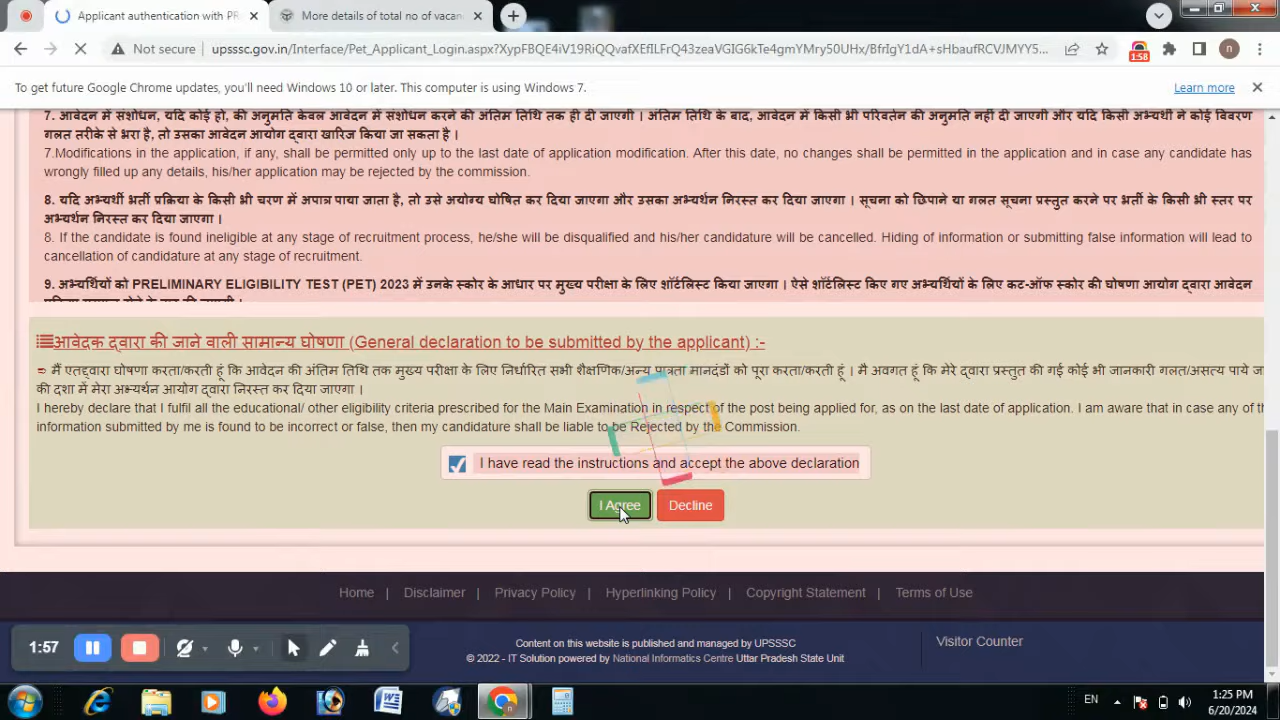 Applicant authentication with PR
More details of total no of vacan
Not secure
upsssc.gov.in/Interface/Pet_Applicant_Login.aspx?
1:58
n
To get future Google Chrome updates, you'll need Windows 10 or later. This computer is using Windows 7.
Learn more
7. आवेदन में संशोधन, यदि कोई हो, की अनुमति केवल आवेदन में संशोधन करने की अंतिम तिथि तक ही दी जाएगी। अंतिम तिथि के बाद, आवेदन में किसी भी परिवर्तन की अनुमति नहीं दी जाएगी और यदि किसी अभ्यर्थी ने कोई विवरण
गलत तरीके से भरा है, तो उसका आवेदन आयोग द्वारा खारिज किया जा सकता है।
7.Modifications in the application, if any, shall be permitted only up to the last date of application modification. After this date, no changes shall be permitted in the application and in case any candidate has
wrongly filled up any details, his/her application may be rejected by the commission.
8. यदि अभ्यर्थी भर्ती प्रक्रिया के किसी भी चरण में अपात्र पाया जाता है, तो उसे अयोग्य घोषित कर दिया जाएगा और उसका अभ्यर्थन निरस्त कर दिया जाएगा। सूचना को छिपाने या गलत सूचना प्रस्तुत करने पर भर्ती के किसी भी स्तर पर
अभ्यर्थन निरस्त कर दिया जाएगा।
8. If the candidate is found ineligible at any stage of recruitment process, he/she will be disqualified and his/her candidature will be cancelled. Hiding of information or submitting false information will lead to
cancellation of candidature at any stage of recruitment.
9. अभ्यर्थियों को PRELIMINARY ELIGIBILITY TEST (PET) 2023 में उनके स्कोर के आधार पर मुख्य परीक्षा के लिए शॉर्टलिस्ट किया जाएगा। ऐसे शॉर्टलिस्ट किए गए अभ्यर्थियों के लिए कट-ऑफ स्कोर की घोषणा आयोग द्वारा आवेदन
आवेदक द्वारा की जाने वाली सामान्य घोषणा (General declaration to be submitted by the applicant) :-
मैं एतद्द्वारा घोषणा करता/करती हूं कि आवेदन की अंतिम तिथि तक मुख्य परीक्षा के लिए निर्धारित सभी शैक्षणिक/अन्य पात्रता मानदंडों को पूरा करता/करती हूं। मै अवगत हूं कि मेरे द्वारा प्रस्तुत की गई कोई भी जानकारी गलत/असत्य पाये जा
की दशा में मेरा अभ्यर्थन आयोग द्वारा निरस्त कर दिया जाएगा।
I hereby declare that I fulfil all the educational/ other eligibility criteria prescribed for the Main Examination in respect of the post being applied for, as on the last date of application. I am aware that in case any of th
information submitted by me is found to be incorrect or false, then my candidature shall be liable to be Rejected by the Commission.
I have read the instructions and accept the above declaration
I Agree
Decline
Home | Disclaimer | Privacy Policy | Hyperlinking Policy | Copyright Statement | Terms of Use
1:57
Content on this website is published and managed by UPSSSC
© 2022 - IT Solution powered by National Informatics Centre Uttar Pradesh State Unit
Visitor Counter
EN
1:25 PM
6/20/2024